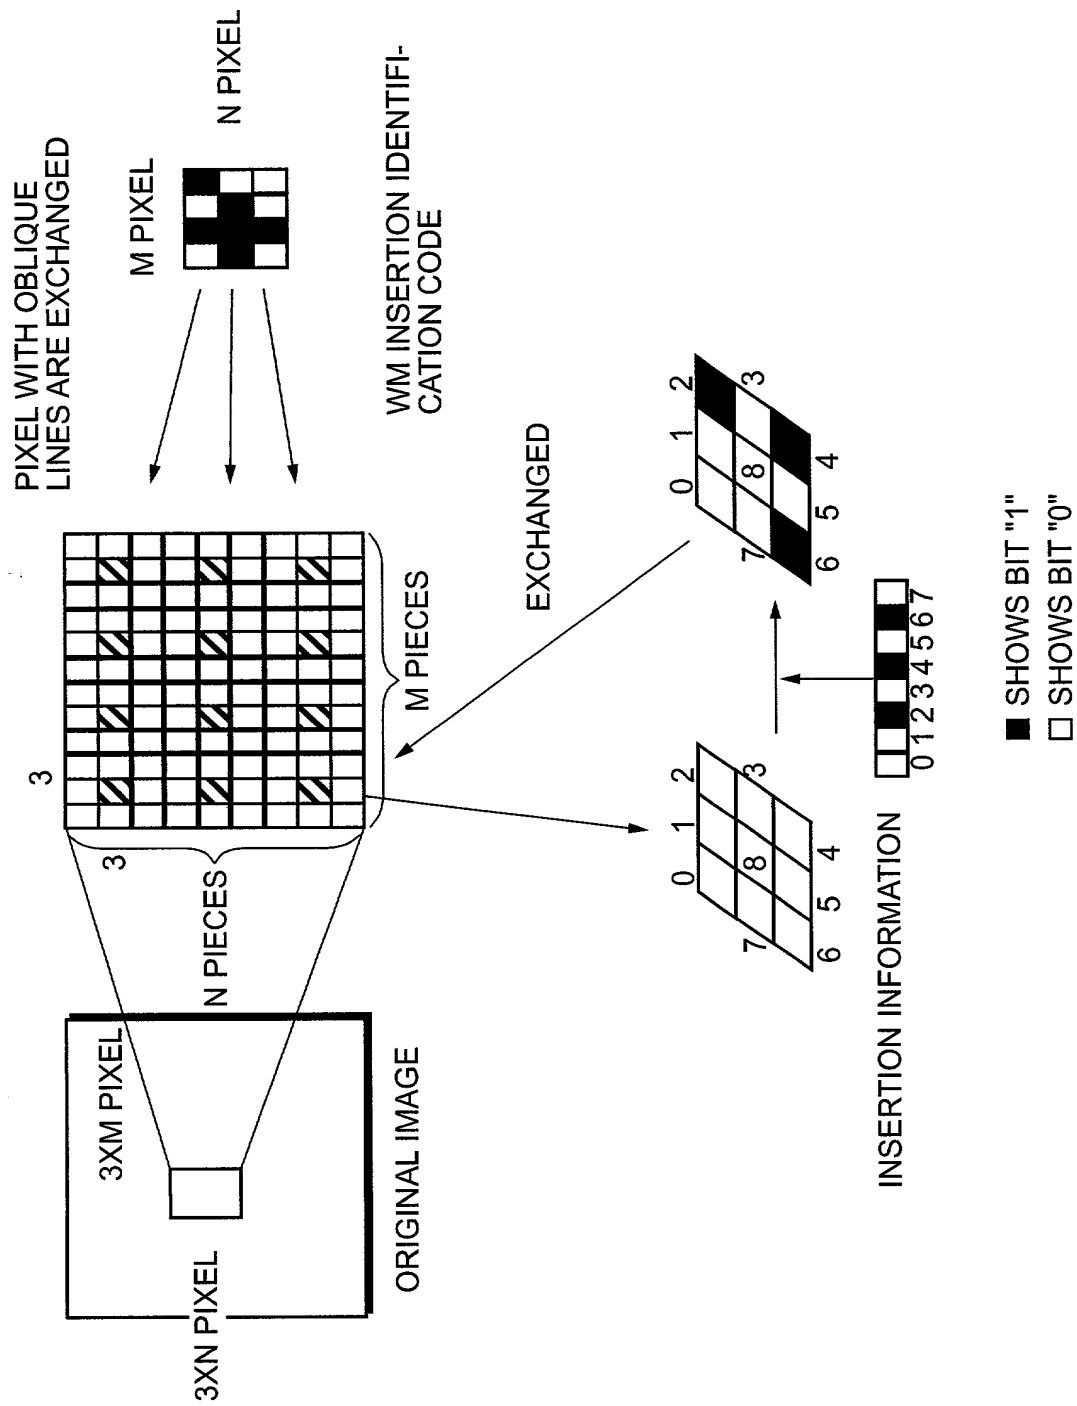 PIXEL WITH OBLIQUE
LINES ARE EXCHANGED
M PIXEL
N PIXEL
WM INSERTION IDENTIFI-
CATION CODE
3
3
N PIECES
M PIECES
3XM PIXEL
3XN PIXEL
ORIGINAL IMAGE
EXCHANGED
0 1 2
7 8 3
6 5 4
0 1 2
7 8 3
6 5 4
INSERTION INFORMATION
0 1 2 3 4 5 6 7
SHOWS BIT "1"
SHOWS BIT "0"